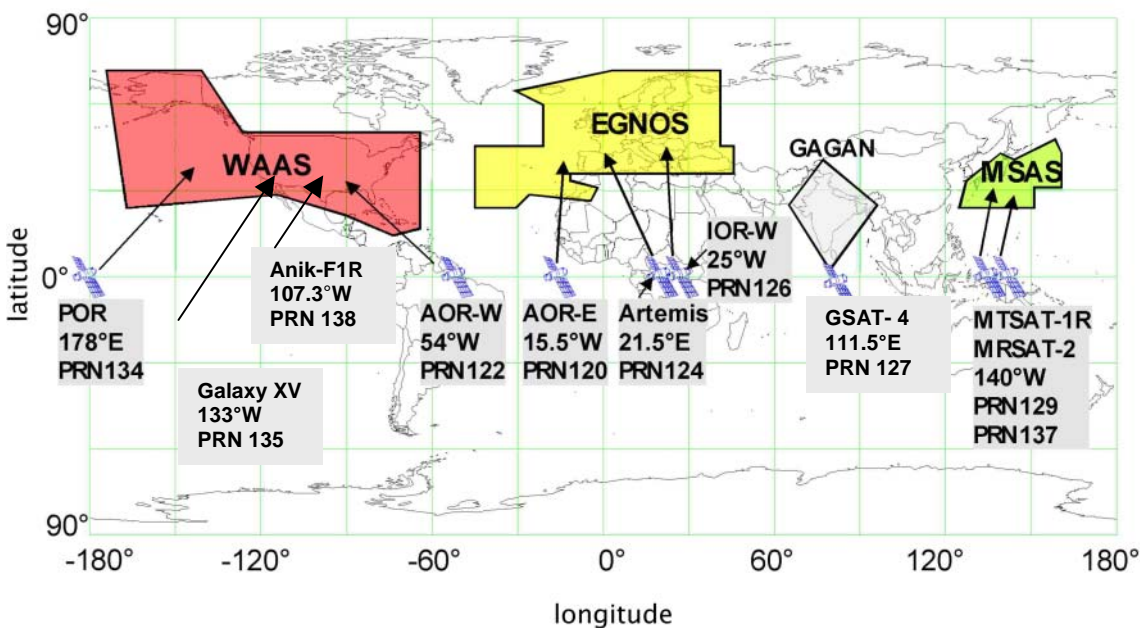 90°
WAAS
EGNOS
GAGAN
MSAS
latitude
0°
POR
178°E
PRN134
Anik-F1R
107.3°W
PRN 138
Galaxy XV
133°W
PRN 135
AOR-W
54°W
PRN122
AOR-E
15.5°W
PRN120
Artemis
21.5°E
PRN124
IOR-W
25°W
PRN126
GSAT- 4
111.5°E
PRN 127
MTSAT-1R
MRSAT-2
140°W
PRN129
PRN137
90°
-180°
-120°
-60°
0°
60°
120°
180°
longitude